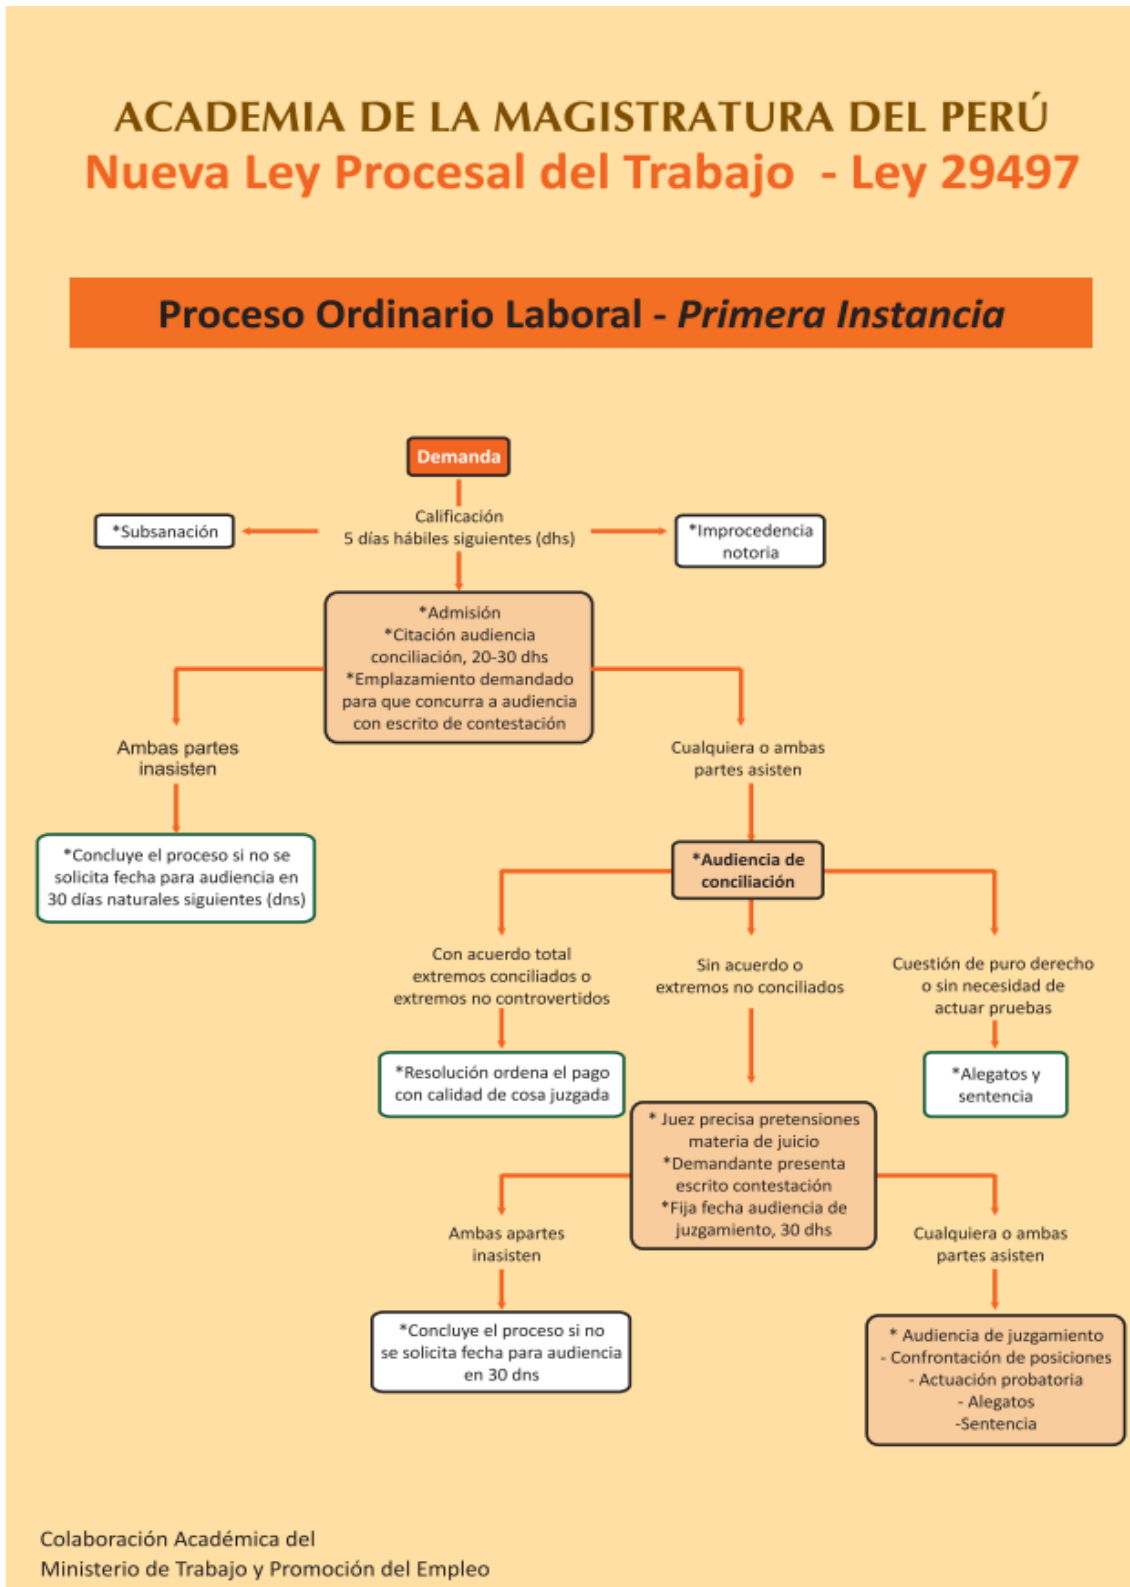 ACADEMIA DE LA MAGISTRATURA DEL PERÚ
Nueva Ley Procesal del Trabajo - Ley 29497
Proceso Ordinario Laboral - Primera Instancia
Demanda
Calificación
5 días hábiles siguientes (dhs)
*Subsanación
*Improcedencia
notoria
*Admisión
*Citación audiencia
conciliación, 20-30 dhs
*Emplazamiento demandado
para que concurra a audiencia
con escrito de contestación
Ambas partes
inasisten
Cualquiera o ambas
partes asisten
*Concluye el proceso si no se
solicita fecha para audiencia en
30 días naturales siguientes (dns)
*Audiencia de
conciliación
Con acuerdo total
extremos conciliados o
extremos no controvertidos
Sin acuerdo o
extremos no conciliados
Cuestión de puro derecho
o sin necesidad de
actuar pruebas
*Resolución ordena el pago
con calidad de cosa juzgada
*Alegatos y
sentencia
* Juez precisa pretensiones
materia de juicio
*Demandante presenta
escrito contestación
*Fija fecha audiencia de
juzgamiento, 30 dhs
Ambas apartes
inasisten
Cualquiera o ambas
partes asisten
*Concluye el proceso si no
se solicita fecha para audiencia
en 30 dns
* Audiencia de juzgamiento
- Confrontación de posiciones
- Actuación probatoria
- Alegatos
-Sentencia
Colaboración Académica del
Ministerio de Trabajo y Promoción del Empleo